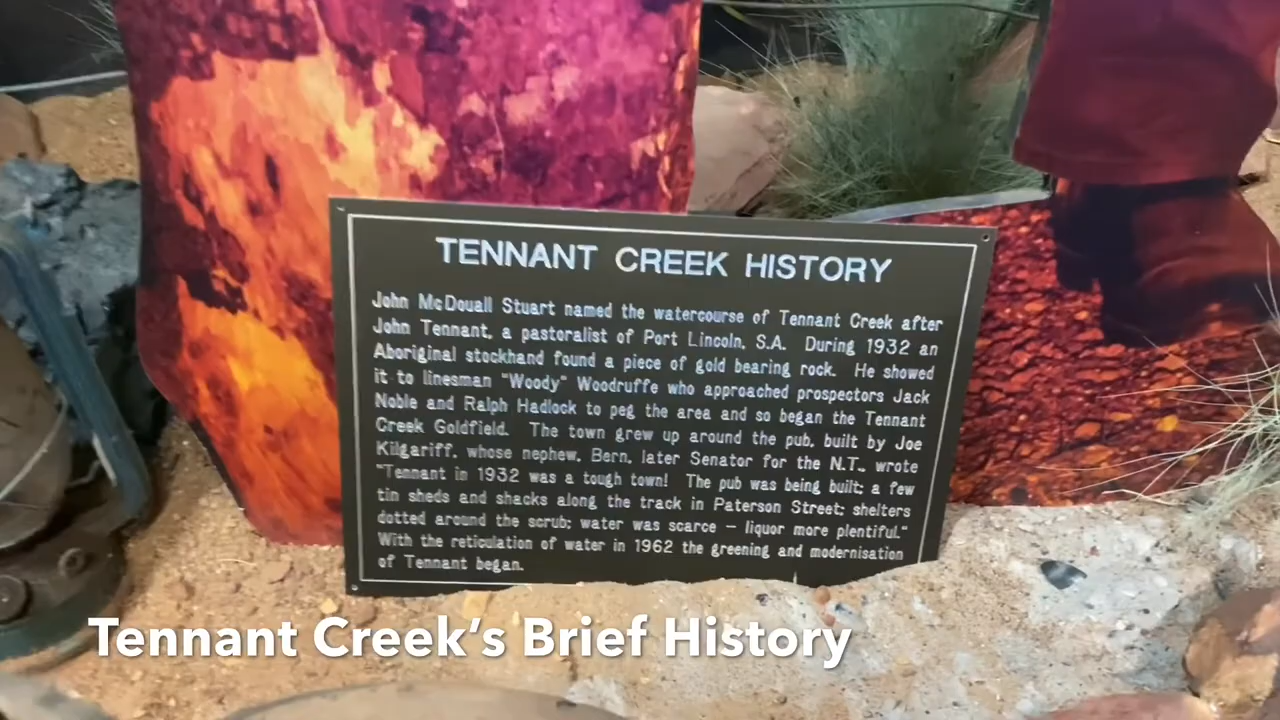 TENNANT CREEK HISTORY
John McDouall Stuart named the watercourse of Tennant Creek after
John Tennant, a pastoralist of Port Lincoln, S.A. During 1932 an
Aboriginal stockhand found a piece of gold bearing rock. He showed
it to linesman "Woody" Woodruffe who approached prospectors Jack
Noble and Ralph Hadlock to peg the area and so began the Tennant
Creek Goldfield. The town grew up around the pub, built by Joe
Kilgariff, whose nephew, Bern, later Senator for the N.T., wrote
"Tennant in 1932 was a tough town! The pub was being built; a few
tin sheds and shacks along the track in Paterson Street; shelters
dotted around the scrub; water was scarce – liquor more plentiful."
With the reticulation of water in 1962 the greening and modernisation
of Tennant began.
Tennant Creek's Brief History